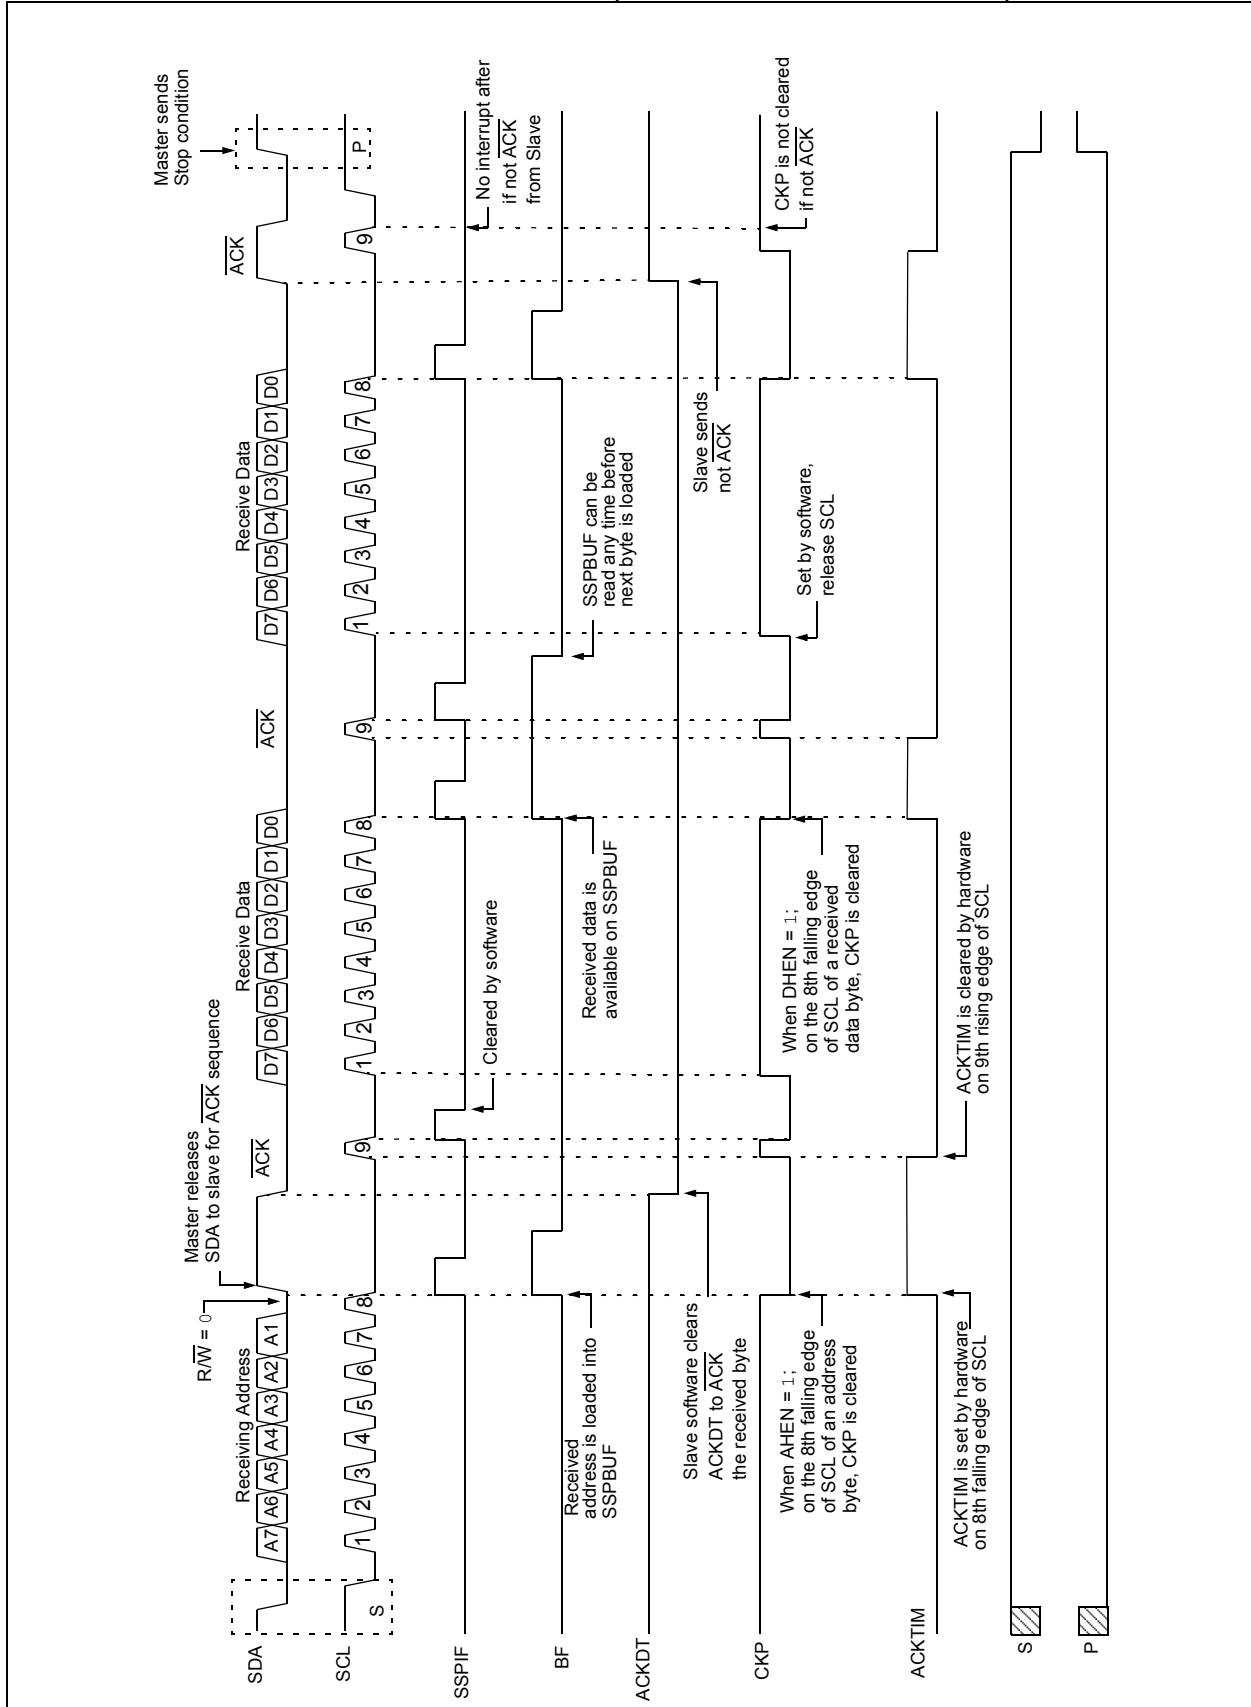 Master sends
Stop condition
Master releases
SDA to slave for ACK sequence
R/W = 0
Receiving Address
Receive Data
Receive Data
ACK
ACK
ACK
SDA
A7 A6 A5 A4 A3 A2 A1
D7 D6 D5 D4 D3 D2 D1 D0
D7 D6 D5 D4 D3 D2 D1 D0
SCL
S
1 2 3 4 5 6 7 8 9
1 2 3 4 5 6 7 8 9
1 2 3 4 5 6 7 8 9
P
SSPIF
Cleared by software
No interrupt after
if not ACK
from Slave
BF
Received
address is loaded into
SSPBUF
Received data is
available on SSPBUF
SSPBUF can be
read any time before
next byte is loaded
ACKDT
Slave software clears
ACKDT to ACK
the received byte
Slave sends
not ACK
CKP
When AHEN = 1;
on the 8th falling edge
of SCL of an address
byte, CKP is cleared
When DHEN = 1;
on the 8th falling edge
of SCL of a received
data byte, CKP is cleared
Set by software,
release SCL
CKP is not cleared
if not ACK
ACKTIM
ACKTIM is set by hardware
on 8th falling edge of SCL
ACKTIM is cleared by hardware
on 9th rising edge of SCL
S
P